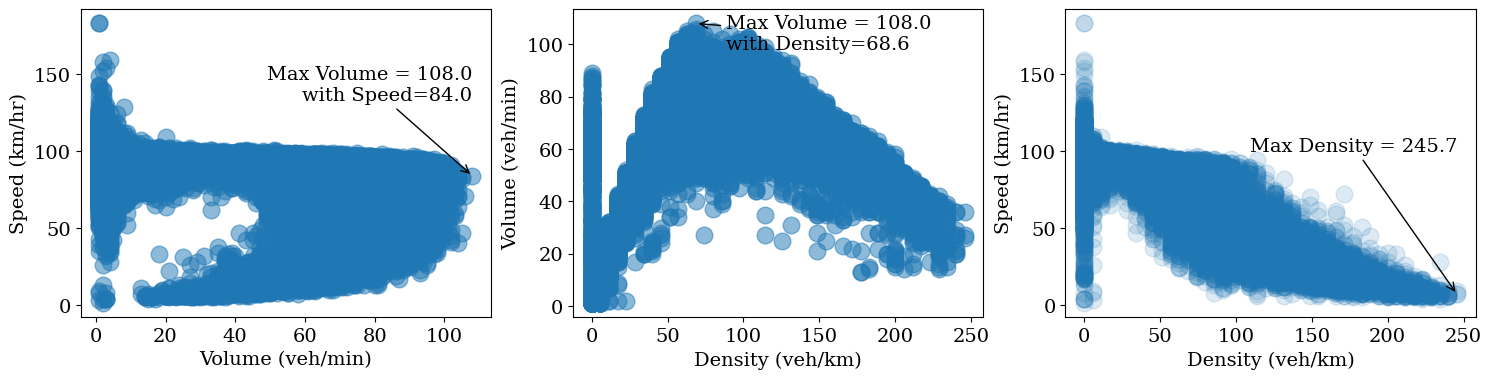 Max Volume = 108.0
with Speed=84.0
150
100
50
0
Speed (km/hr)
0 20 40 60 80 100
Volume (veh/min)
Max Volume = 108.0
with Density=68.6
100
80
60
40
20
0
Volume (veh/min)
0 50 100 150 200 250
Density (veh/km)
Max Density = 245.7
150
100
50
0
Speed (km/hr)
0 50 100 150 200 250
Density (veh/km)